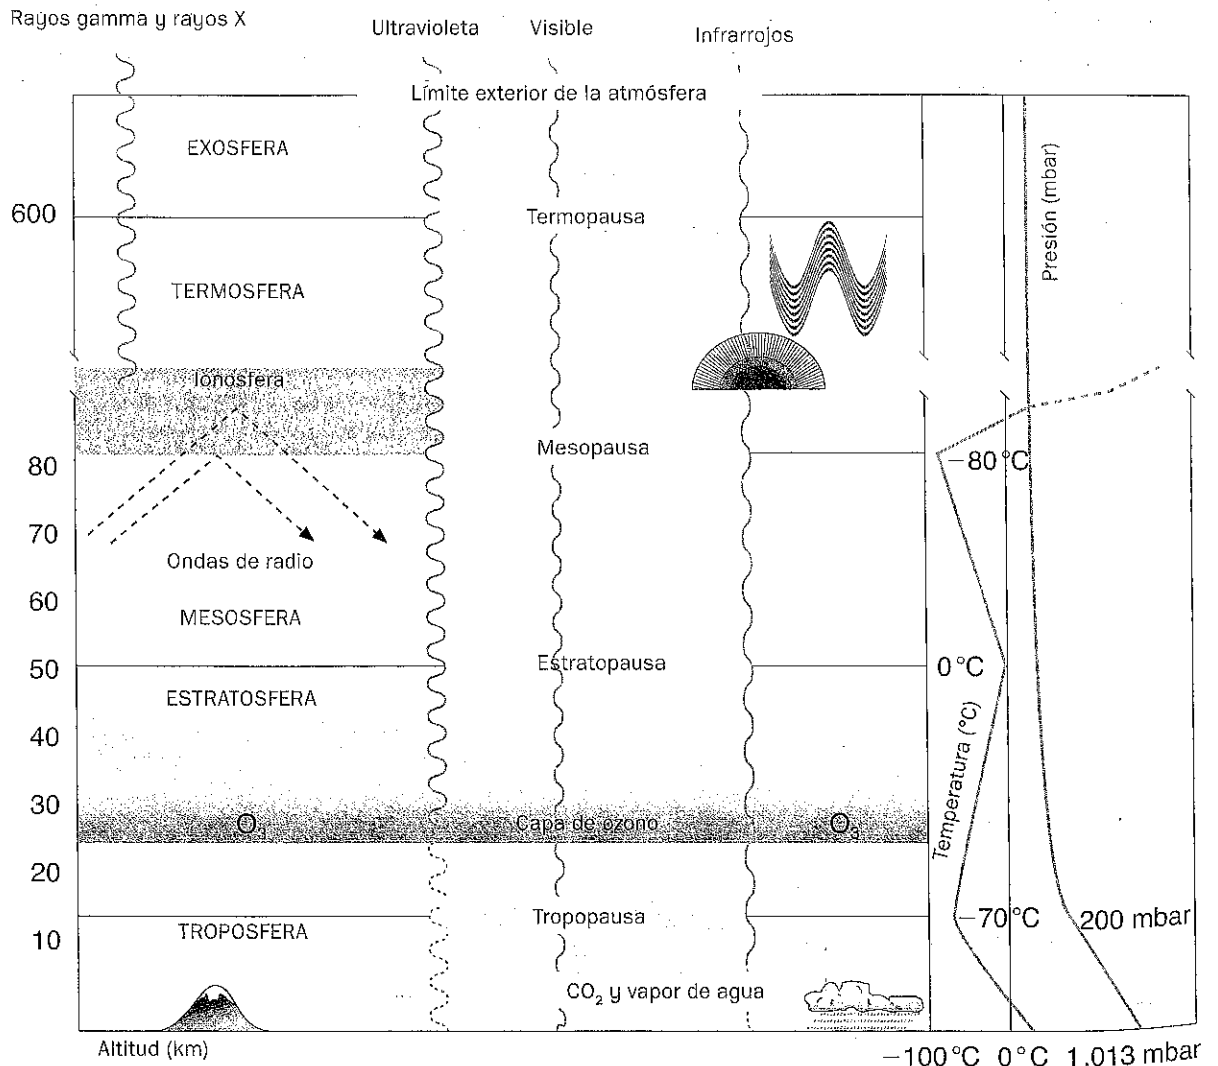 Rayos gamma y rayos X
Ultravioleta
Visible
Infrarrojos
Límite exterior de la atmósfera
EXOSFERA
600
Termopausa
TERMOSFERA
Presión (mbar)
Ionosfera
Mesopausa
80
−80 °C
70
Ondas de radio
60
MESOSFERA
50
Estratopausa
0 °C
ESTRATOSFERA
40
Temperatura (°C)
30
O₃
Capa de ozono
O₃
20
Tropopausa
−70 °C
200 mbar
10
TROPOSFERA
CO₂ y vapor de agua
Altitud (km)
−100 °C
0 °C
1.013 mbar